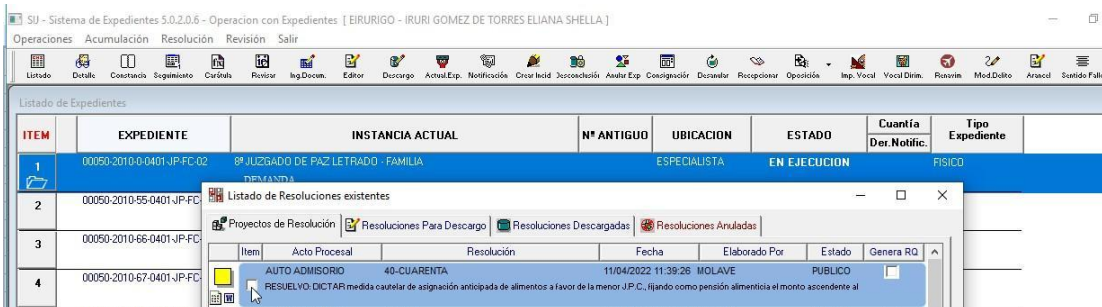 SIJ - Sistema de Expedientes 5.0.2.0.6 - Operacion con Expedientes [ EIRURIGO - IRURI GOMEZ DE TORRES ELIANA SHELLA ]
Operaciones Acumulación Resolución Revisión Salir
Listado Detalle Constancia Seguimiento Carátula Revisar Ing.Docum. Editor Descargo Actual.Exp. Notificación Crear Incid Desconclusión Anular Exp Consignación Desanular Recepcionar Oposición Imp. Vocal Vocal Dirim. Renavim Mod.Delito Arancel Sentido Fallo
Listado de Expedientes
ITEM EXPEDIENTE INSTANCIA ACTUAL Nº ANTIGUO UBICACION ESTADO Cuantía Tipo
Der.Notific. Expediente
1 00050-2010-0-0401-JP-FC-02 8º JUZGADO DE PAZ LETRADO - FAMILIA ESPECIALISTA EN EJECUCION FISICO
DEMANDA
2 00050-2010-55-0401-JP-FC-
3 00050-2010-66-0401-JP-FC-
4 00050-2010-67-0401-JP-FC-
Listado de Resoluciones existentes
Proyectos de Resolución Resoluciones Para Descargo Resoluciones Descargadas Resoluciones Anuladas
Item Acto Procesal Resolución Fecha Elaborado Por Estado Genera RQ
AUTO ADMISORIO 40-CUARENTA 11/04/2022 11:39:26 MOLAVE PUBLICO
RESUELVO: DICTAR medida cautelar de asignación anticipada de alimentos a favor de la menor J.P.C., fijando como pensión alimenticia el monto ascendente al